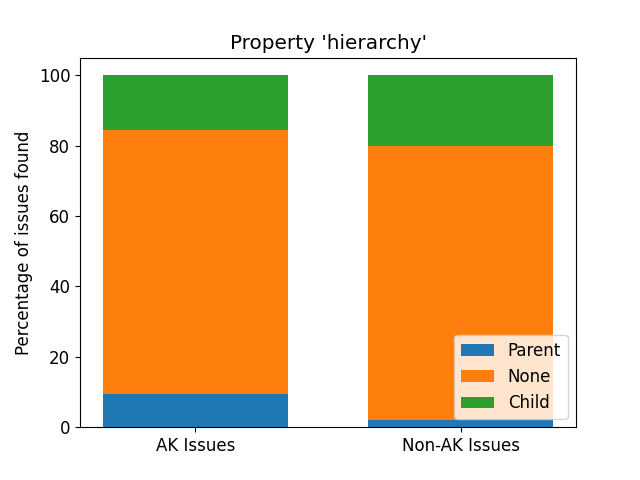 Property 'hierarchy'
Percentage of issues found
100
80
60
40
20
0
AK Issues
Non-AK Issues
Parent
None
Child